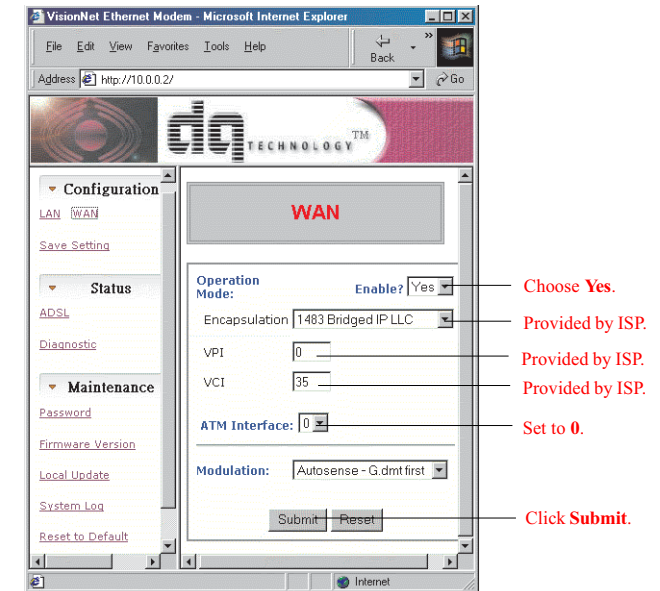 VisionNet Ethernet Modem - Microsoft Internet Explorer
File Edit View Favorites Tools Help
Back
»
Address http://10.0.0.2/
Go
dq TECHNOLOGY TM
Configuration
LAN WAN
Save Setting
Status
ADSL
Diagnostic
Maintenance
Password
Firmware Version
Local Update
System Log
Reset to Default
WAN
Operation Mode:
Enable? Yes
Choose Yes.
Encapsulation 1483 Bridged IP LLC
Provided by ISP.
VPI 0
Provided by ISP.
VCI 35
Provided by ISP.
ATM Interface: 0
Set to 0.
Modulation: Autosense - G.dmt first
Submit Reset
Click Submit.
Internet